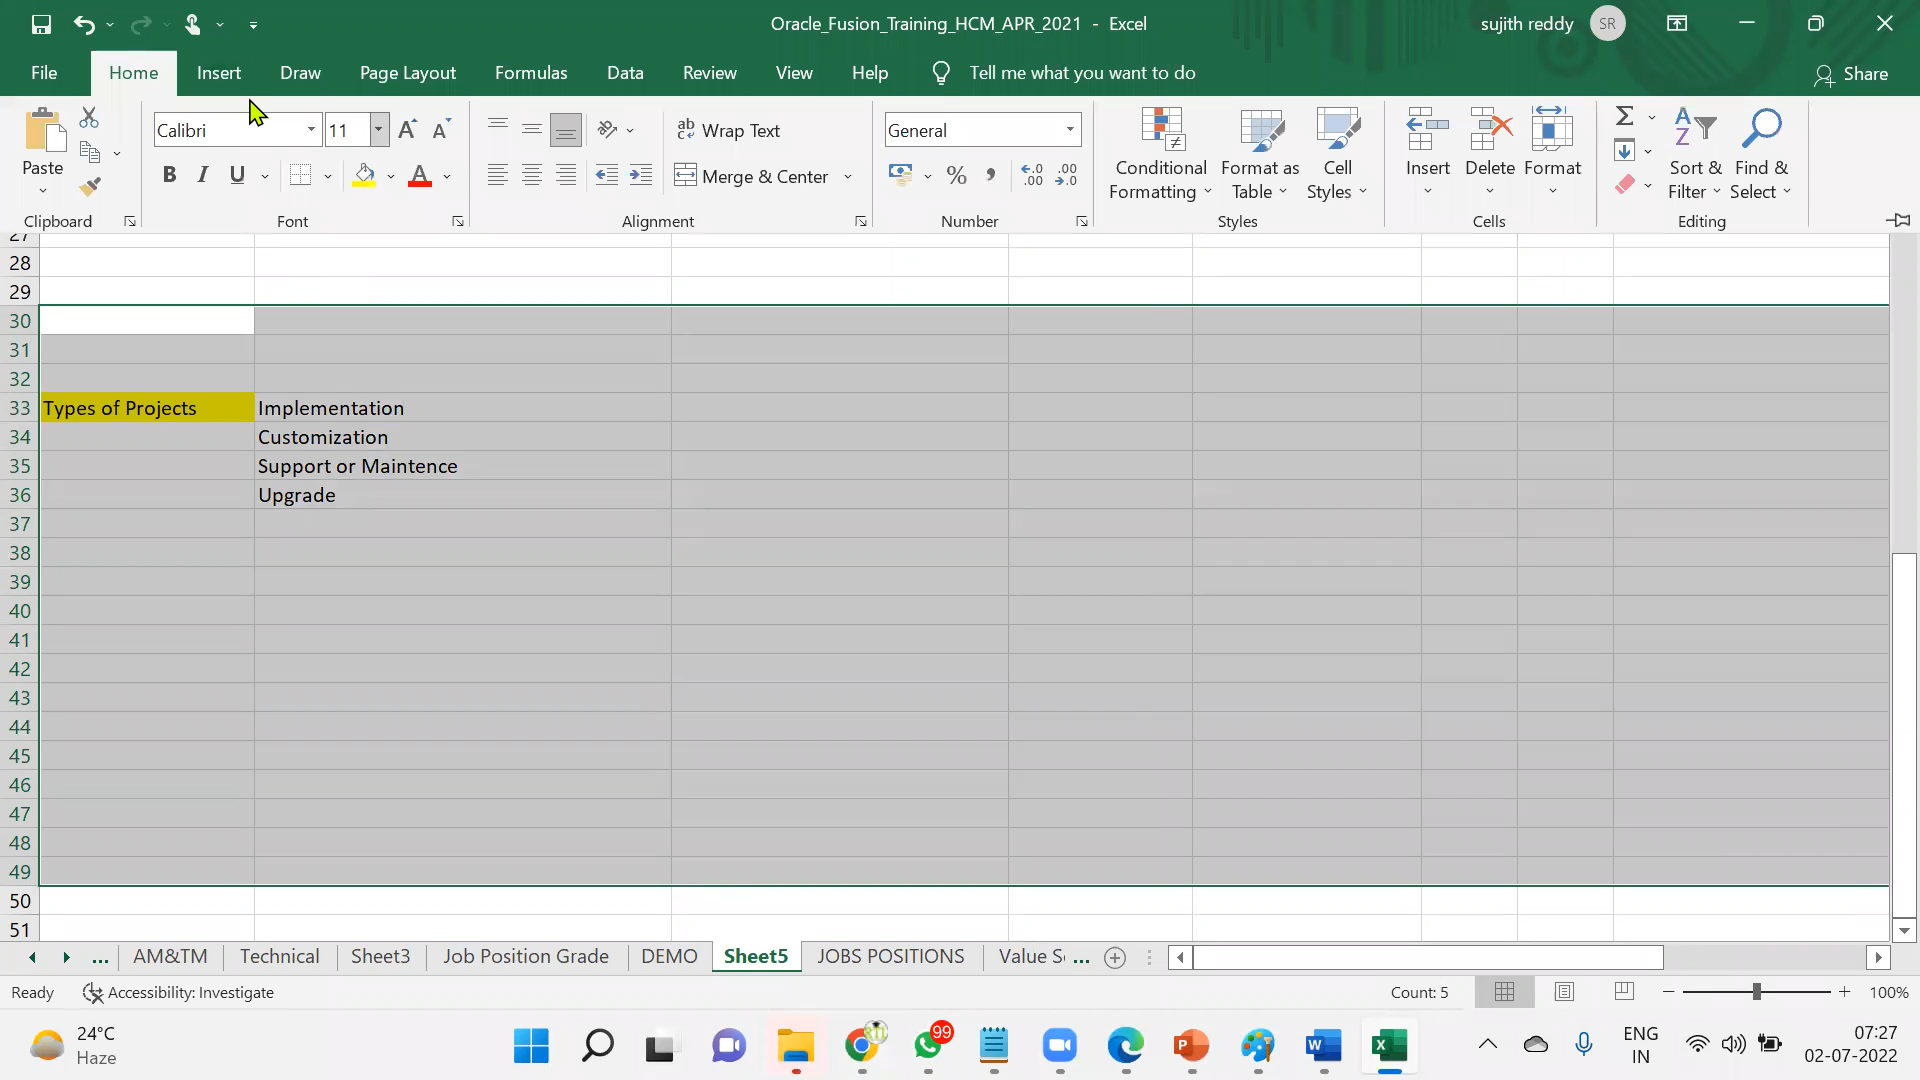 Oracle_Fusion_Training_HCM_APR_2021 - Excel
sujith reddy SR
File Home Insert Draw Page Layout Formulas Data Review View Help Tell me what you want to do Share
Paste
Clipboard
Calibri 11
B I U A
Font
Wrap Text
Merge & Center
Alignment
General
Number
Conditional Formatting
Format as Table
Cell Styles
Styles
Insert
Delete
Format
Cells
Sort & Filter
Find & Select
Editing
27
28
29
30
31
32
33 Types of Projects Implementation
34 Customization
35 Support or Maintence
36 Upgrade
37
38
39
40
41
42
43
44
45
46
47
48
49
50
51
... AM&TM Technical Sheet3 Job Position Grade DEMO Sheet5 JOBS POSITIONS Value S ...
Ready Accessibility: Investigate Count: 5 100%
24°C
Haze
99
ENG
IN
07:27
02-07-2022